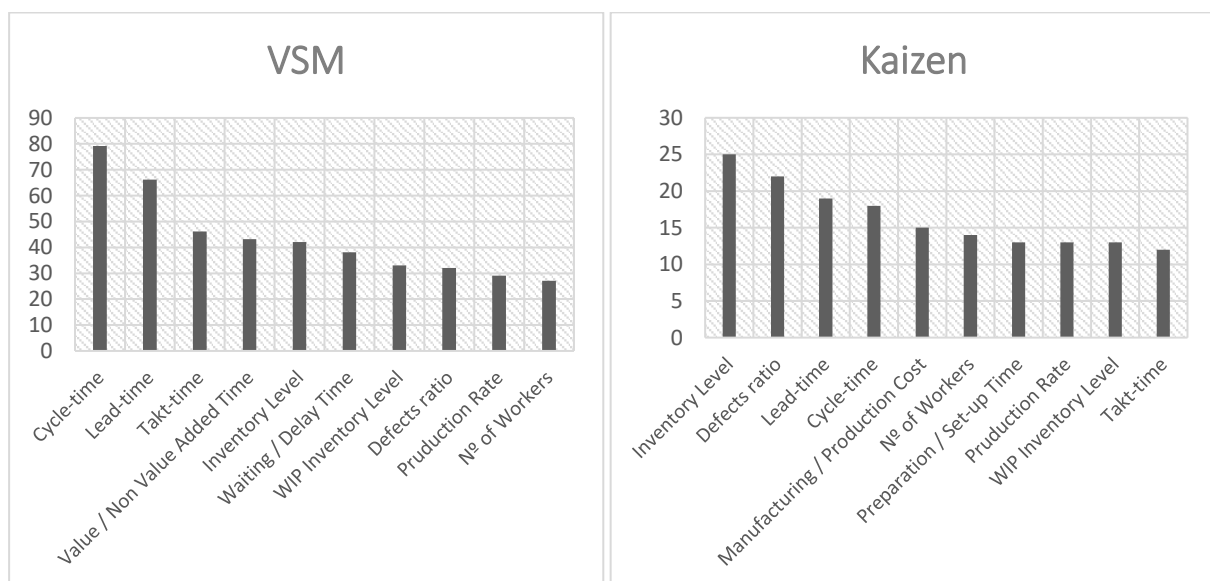 VSM
90
80
70
60
50
40
30
20
10
0
Cycle-time
Lead-time
Takt-time
Value / Non Value Added Time
Inventory Level
Waiting / Delay Time
WIP Inventory Level
Defects ratio
Pruduction Rate
Nº of Workers
Kaizen
30
25
20
15
10
5
0
Inventory Level
Defects ratio
Lead-time
Cycle-time
Manufacturing / Production Cost
Nº of Workers
Preparation / Set-up Time
Pruduction Rate
WIP Inventory Level
Takt-time